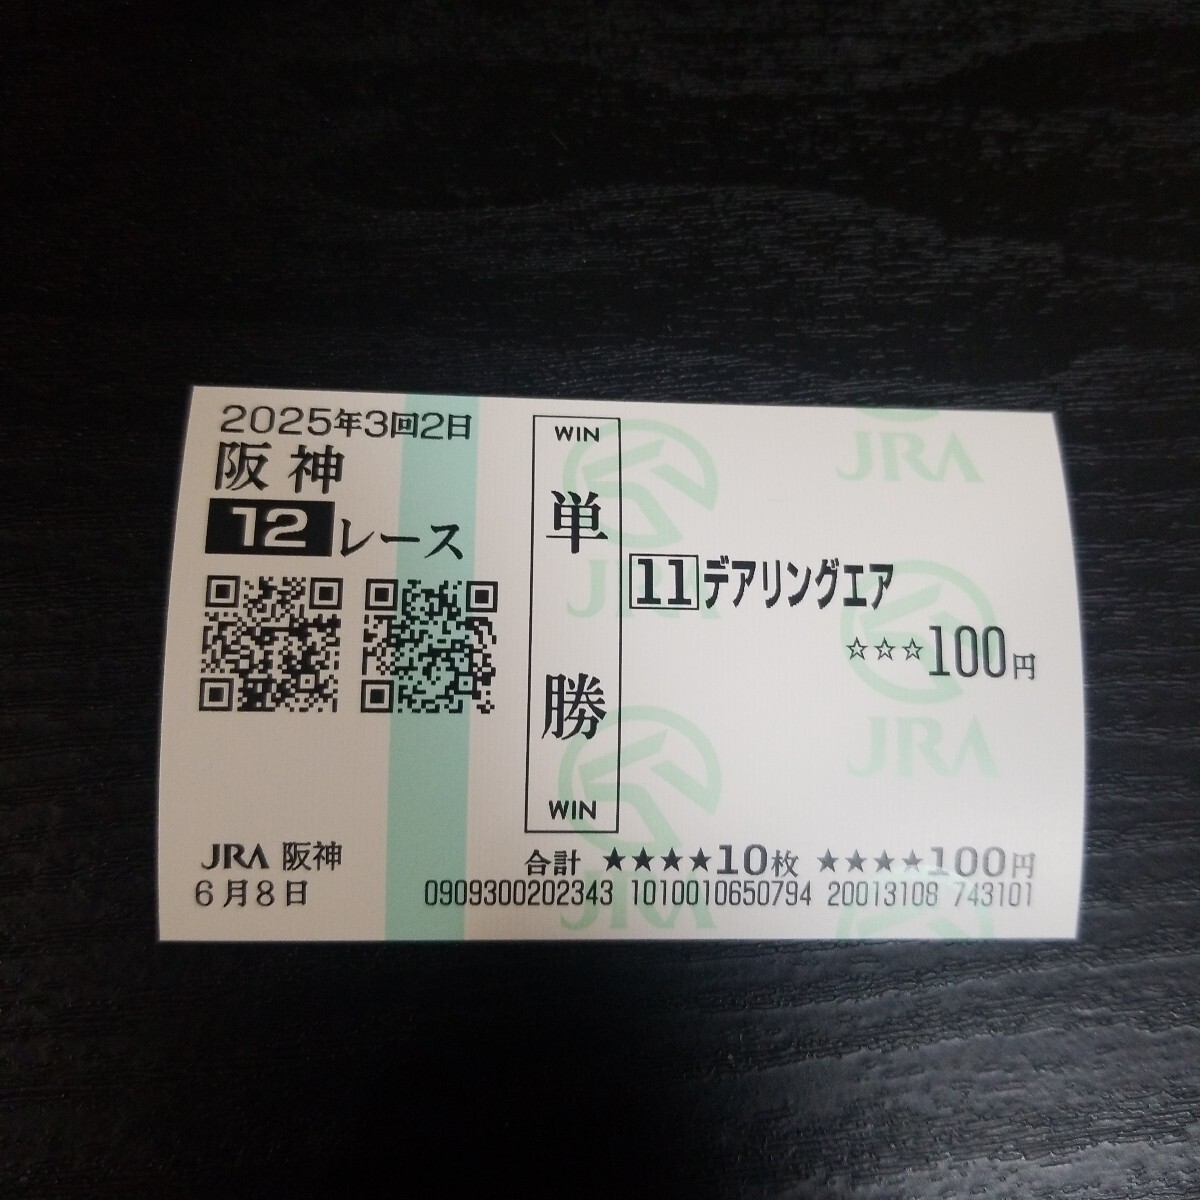 2025年3回2日
阪神
12レース
WIN
単勝
WIN
11デアリングエア
☆☆☆100円
JRA 阪神
6月8日
合計 ★★★★10枚 ★★★★100円
0909300202343 1010010650794 20013108 743101
JRA
JRA
JRA
JRA